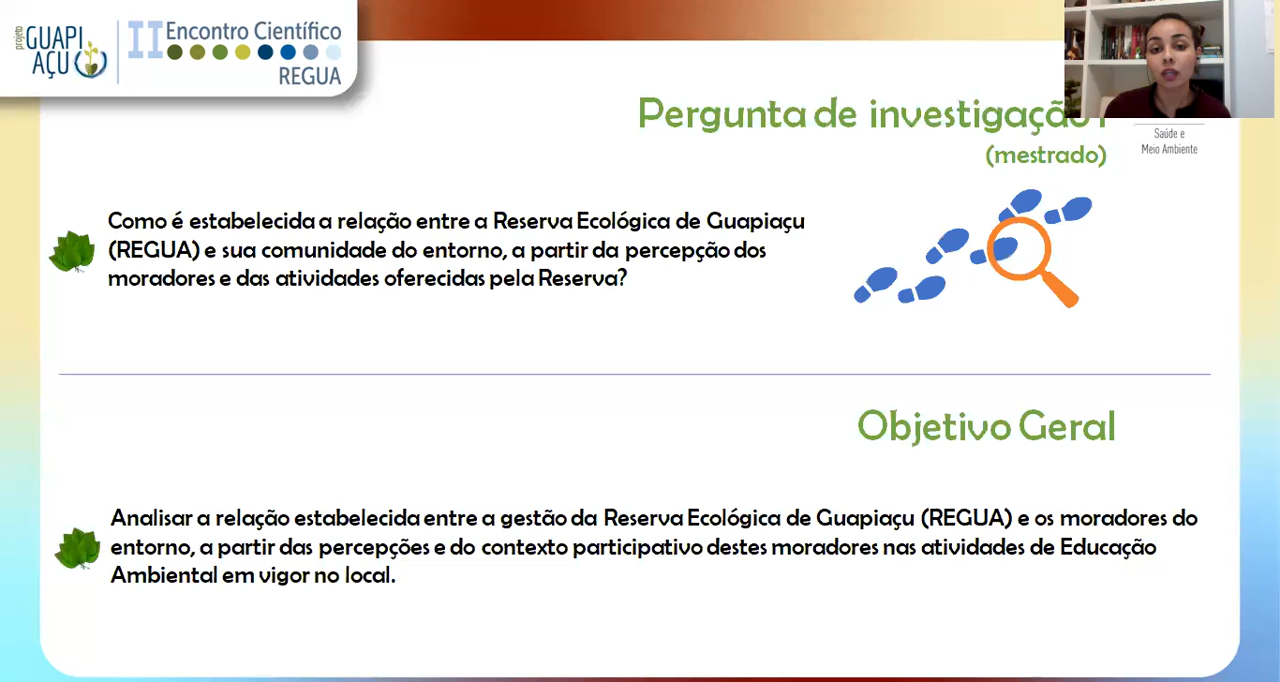 projeto
GUAPI
AÇU
II Encontro Científico
REGUA
Pergunta de investigação
(mestrado)
Saúde e
Meio Ambiente
Como é estabelecida a relação entre a Reserva Ecológica de Guapiaçu
(REGUA) e sua comunidade do entorno, a partir da percepção dos
moradores e das atividades oferecidas pela Reserva?
Objetivo Geral
Analisar a relação estabelecida entre a gestão da Reserva Ecológica de Guapiaçu (REGUA) e os moradores do
entorno, a partir das percepções e do contexto participativo destes moradores nas atividades de Educação
Ambiental em vigor no local.